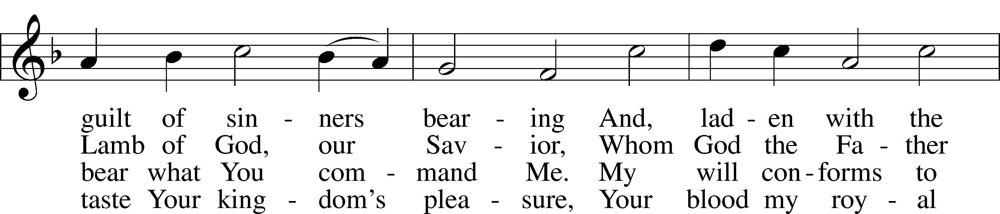 guilt of sin - ners bear - ing And, lad - en with the
Lamb of God, our Sav - ior, Whom God the Fa - ther
bear what You com - mand Me. My will con - forms to
taste Your king - dom's plea - sure, Your blood my roy - al